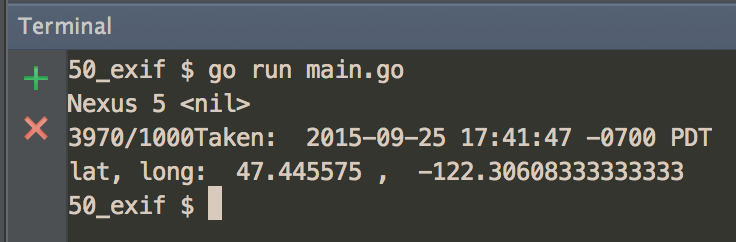 Terminal
50_exif $ go run main.go
Nexus 5 <nil>
3970/1000Taken:  2015-09-25 17:41:47 -0700 PDT
lat, long:  47.445575 ,  -122.30608333333333
50_exif $